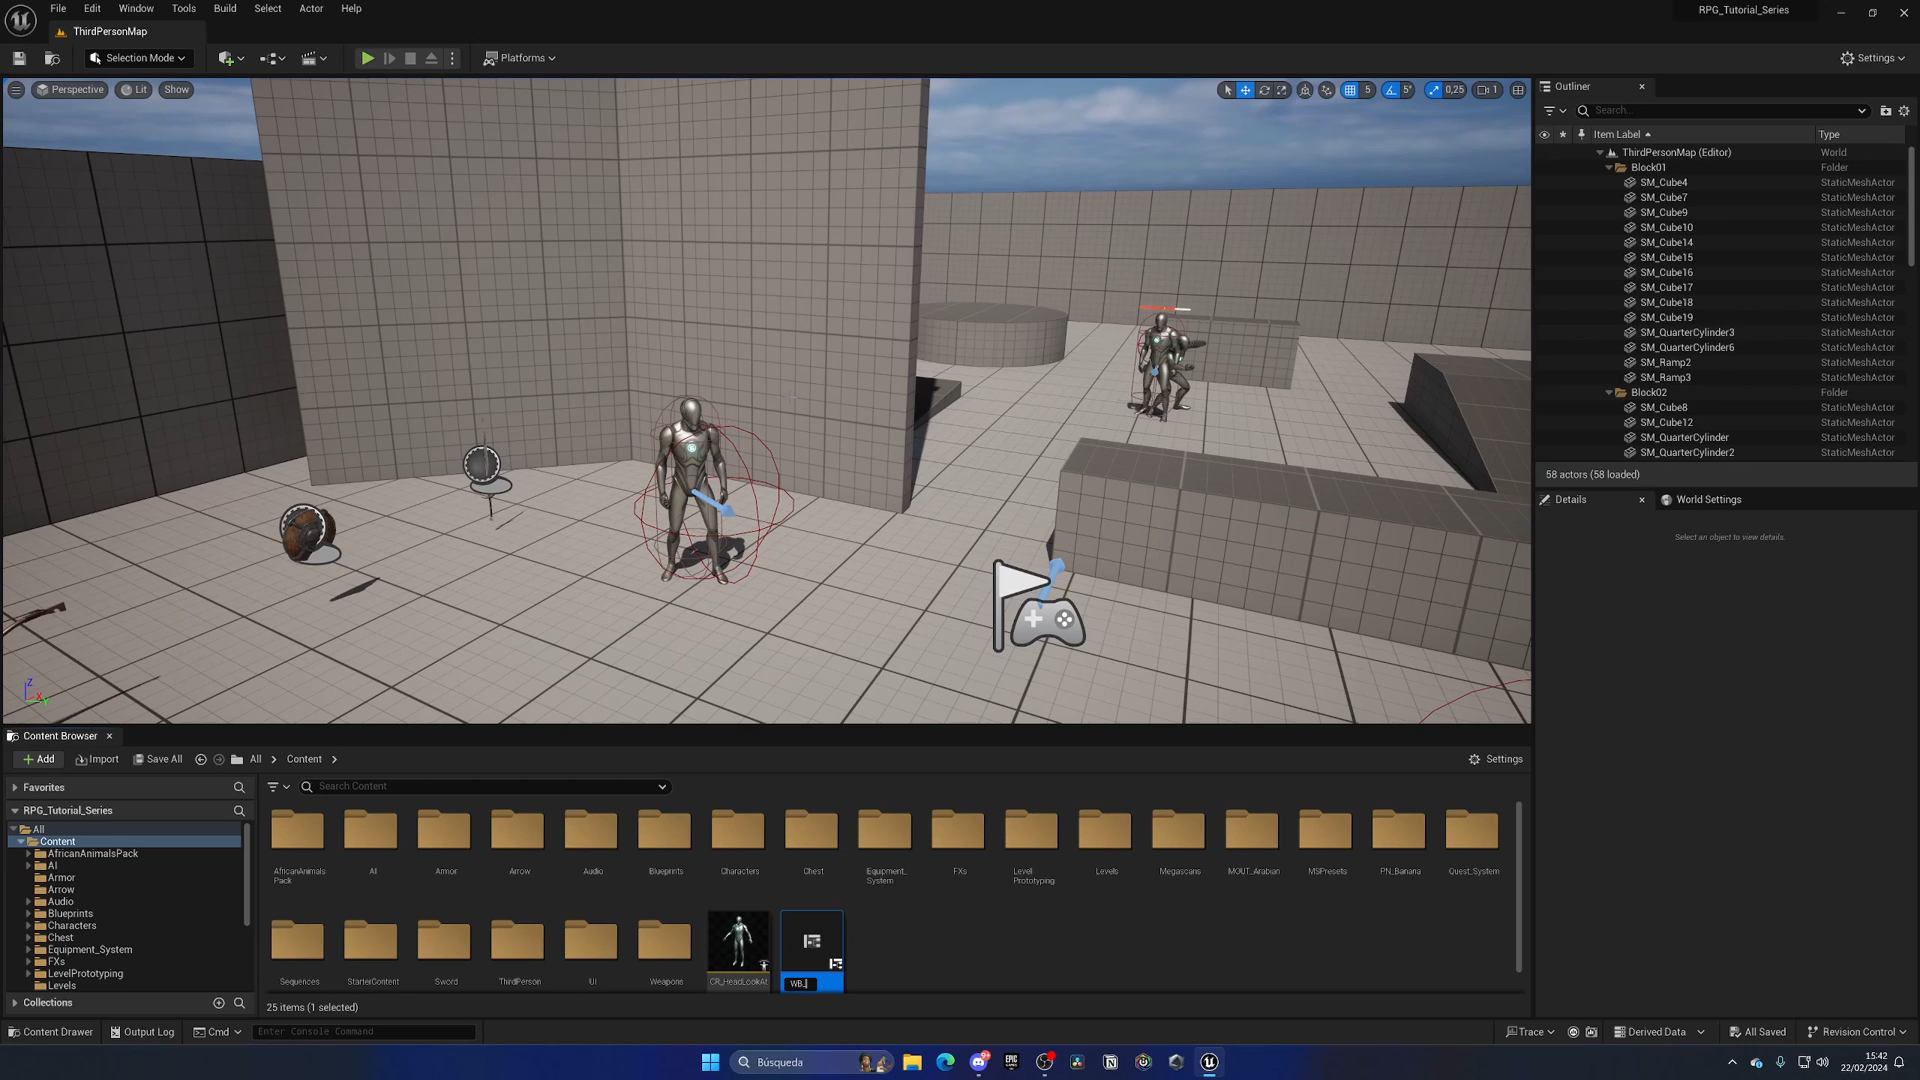 File Edit Window Tools Build Select Actor Help
RPG_Tutorial_Series
ThirdPersonMap
Selection Mode
Platforms
Settings
Perspective Lit Show
5 5° 0,25 1
Outliner
Search...
Item Label Type
ThirdPersonMap (Editor) World
Block01 Folder
SM_Cube4 StaticMeshActor
SM_Cube7 StaticMeshActor
SM_Cube9 StaticMeshActor
SM_Cube10 StaticMeshActor
SM_Cube14 StaticMeshActor
SM_Cube15 StaticMeshActor
SM_Cube16 StaticMeshActor
SM_Cube17 StaticMeshActor
SM_Cube18 StaticMeshActor
SM_Cube19 StaticMeshActor
SM_QuarterCylinder3 StaticMeshActor
SM_QuarterCylinder6 StaticMeshActor
SM_Ramp2 StaticMeshActor
SM_Ramp3 StaticMeshActor
Block02 Folder
SM_Cube8 StaticMeshActor
SM_Cube12 StaticMeshActor
SM_QuarterCylinder StaticMeshActor
SM_QuarterCylinder2 StaticMeshActor
58 actors (58 loaded)
Details World Settings
Select an object to view details.
Z
X
Y
Content Browser
Add Import Save All All Content Settings
Favorites
Search Content
RPG_Tutorial_Series
All
Content
AfricanAnimalsPack
AI
Armor
Arrow
Audio
Blueprints
Characters
Chest
Equipment_System
FXs
LevelPrototyping
Levels
Collections
AfricanAnimals
Pack
AI
Armor
Arrow
Audio
Blueprints
Characters
Chest
Equipment_
System
FXs
Level
Prototyping
Levels
Megascans
MOUT_Arabian
MSPresets
PN_Banana
Quest_System
Sequences
StarterContent
Sword
ThirdPerson
UI
Weapons
CR_HeadLookAt
WB_
25 items (1 selected)
Content Drawer Output Log Cmd Enter Console Command
Trace Derived Data All Saved Revision Control
Búsqueda
EPIC
GAMES
15:42
22/02/2024